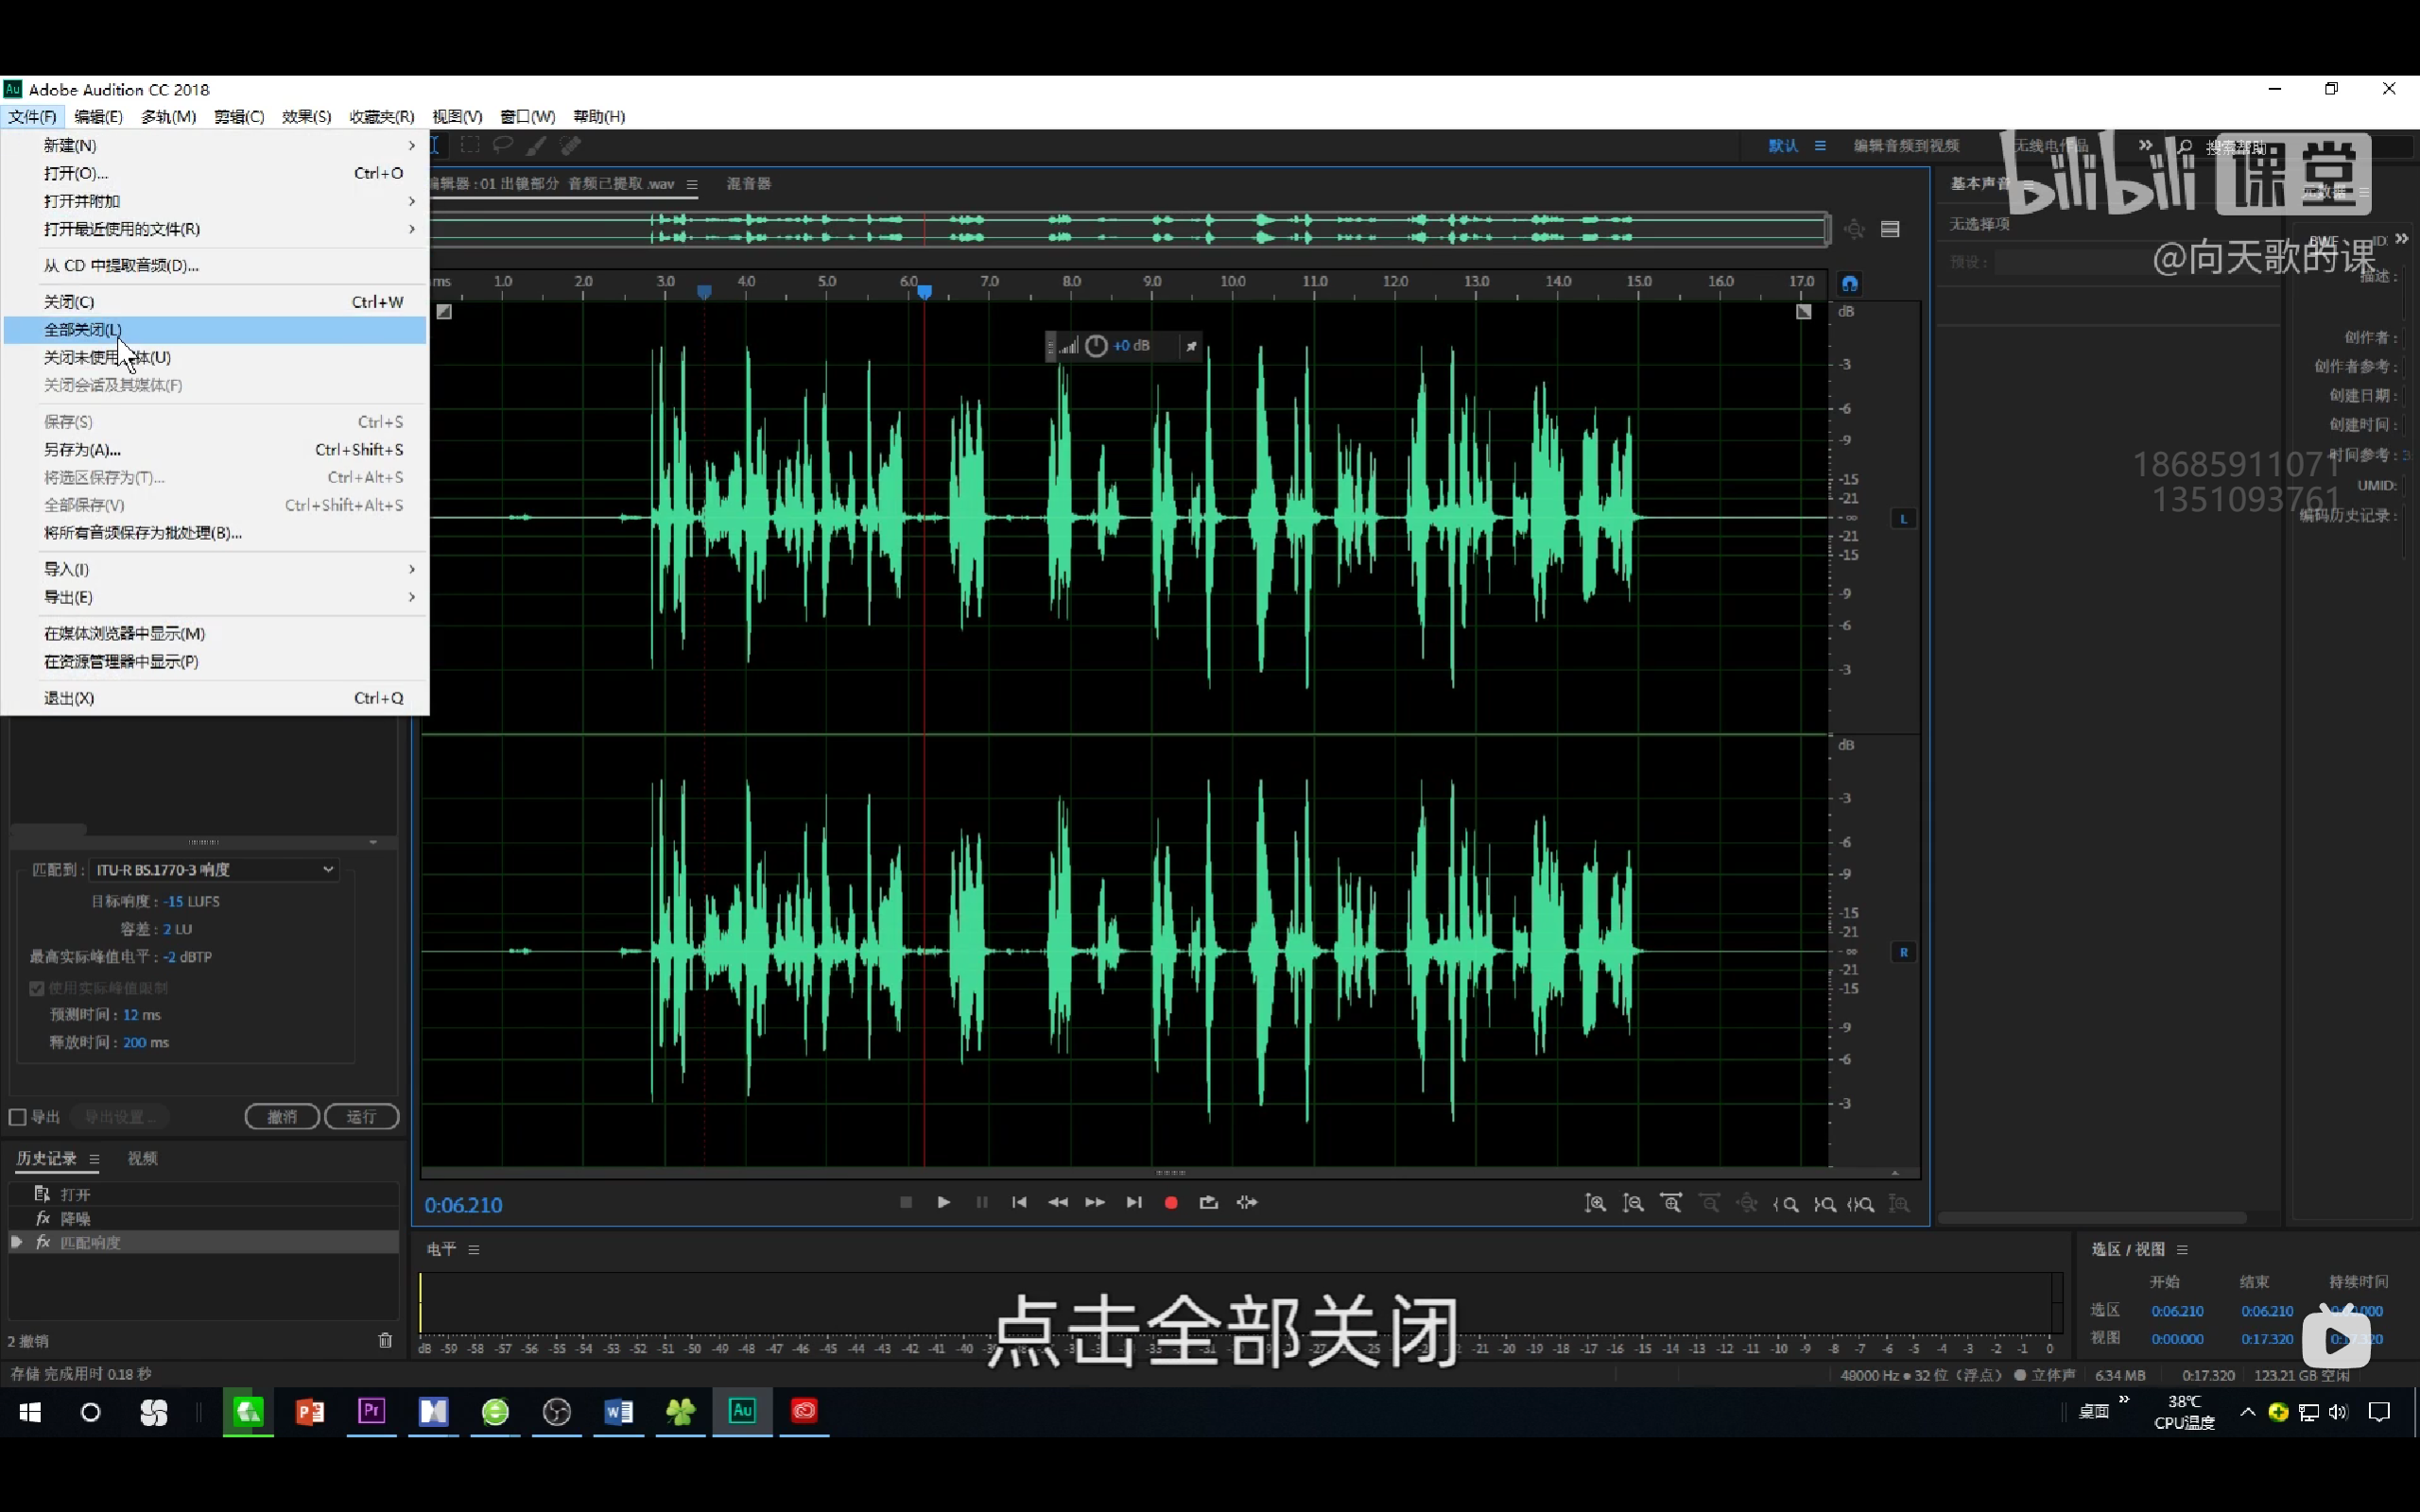 Adobe Audition CC 2018
文件(F) 编辑(E) 多轨(M) 剪辑(C) 效果(S) 收藏夹(R) 视图(V) 窗口(W) 帮助(H)
新建(N)
打开(O)... Ctrl+O
打开并附加
打开最近使用的文件(R)
从 CD 中提取音频(D)...
关闭(C) Ctrl+W
全部关闭(L)
关闭未使用 体(U)
关闭会话及其媒体(F)
保存(S) Ctrl+S
另存为(A)... Ctrl+Shift+S
将选区保存为(T)... Ctrl+Alt+S
全部保存(V) Ctrl+Shift+Alt+S
将所有音频保存为批处理(B)...
导入(I)
导出(E)
在媒体浏览器中显示(M)
在资源管理器中显示(P)
退出(X) Ctrl+Q
默认 编辑音频到视频 无线电作品 搜索帮助
bilibili 课堂
@向天歌的课
编辑器：01 出镜部分 音频已提取 .wav 混音器
基本声音
无选择项
预设：
ms 1.0 2.0 3.0 4.0 5.0 6.0 7.0 8.0 9.0 10.0 11.0 12.0 13.0 14.0 15.0 16.0 17.0
+0 dB
dB
-3
-6
-9
-15
-21
-∞
-21
-15
-9
-6
-3
L
dB
-3
-6
-9
-15
-21
-∞
-21
-15
-9
-6
-3
R
描述：
创作者：
创作者参考：
创建日期：
创建时间：
时间参考：3
UMID:
编码历史记录：
18685911071
1351093761
匹配到：ITU-R BS.1770-3 响度
目标响度：-15 LUFS
容差：2 LU
最高实际峰值电平：-2 dBTP
使用实际峰值限制
预测时间：12 ms
释放时间：200 ms
导出 导出设置... 撤消 运行
历史记录 视频
打开
fx 降噪
fx 匹配响度
2 撤销
0:06.210
电平
点击全部关闭
dB -59 -58 -57 -56 -55 -54 -53 -52 -51 -50 -49 -48 -47 -46 -45 -44 -43 -42 -41 -40 -21 -20 -19 -18 -17 -16 -15 -14 -13 -12 -11 -10 -9 -8 -7 -6 -5 -4 -3 -2 -1 0
选区 / 视图
开始 结束 持续时间
选区 0:06.210 0:06.210
视图 0:00.000 0:17.320
存储 完成用时 0.18 秒
48000 Hz ● 32 位（浮点） ● 立体声 6.34 MB 0:17.320 123.21 GB 空闲
桌面
38℃
CPU温度